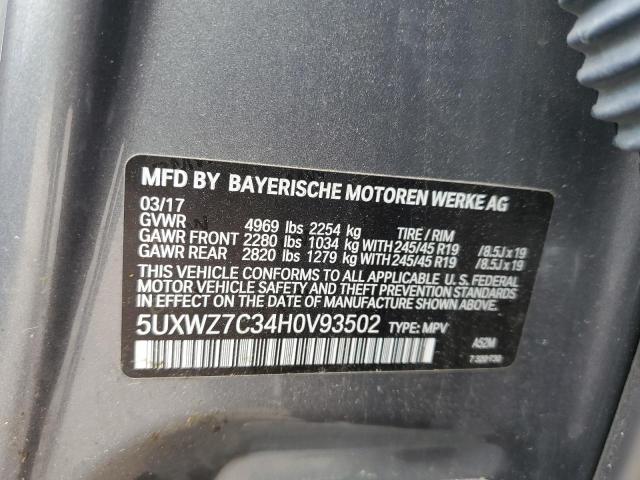 MFD BY BAYERISCHE MOTOREN WERKE AG
03/17
GVWR 4969 lbs 2254 kg TIRE / RIM
GAWR FRONT 2280 lbs 1034 kg WITH 245/45 R19 /8.5J x 19
GAWR REAR 2820 lbs 1279 kg WITH 245/45 R19 /8.5J x 19
THIS VEHICLE CONFORMS TO ALL APPLICABLE U.S. FEDERAL
MOTOR VEHICLE SAFETY AND THEFT PREVENTION STANDARDS
IN EFFECT ON THE DATE OF MANUFACTURE SHOWN ABOVE.
5UXWZ7C34H0V93502 TYPE: MPV
A52M